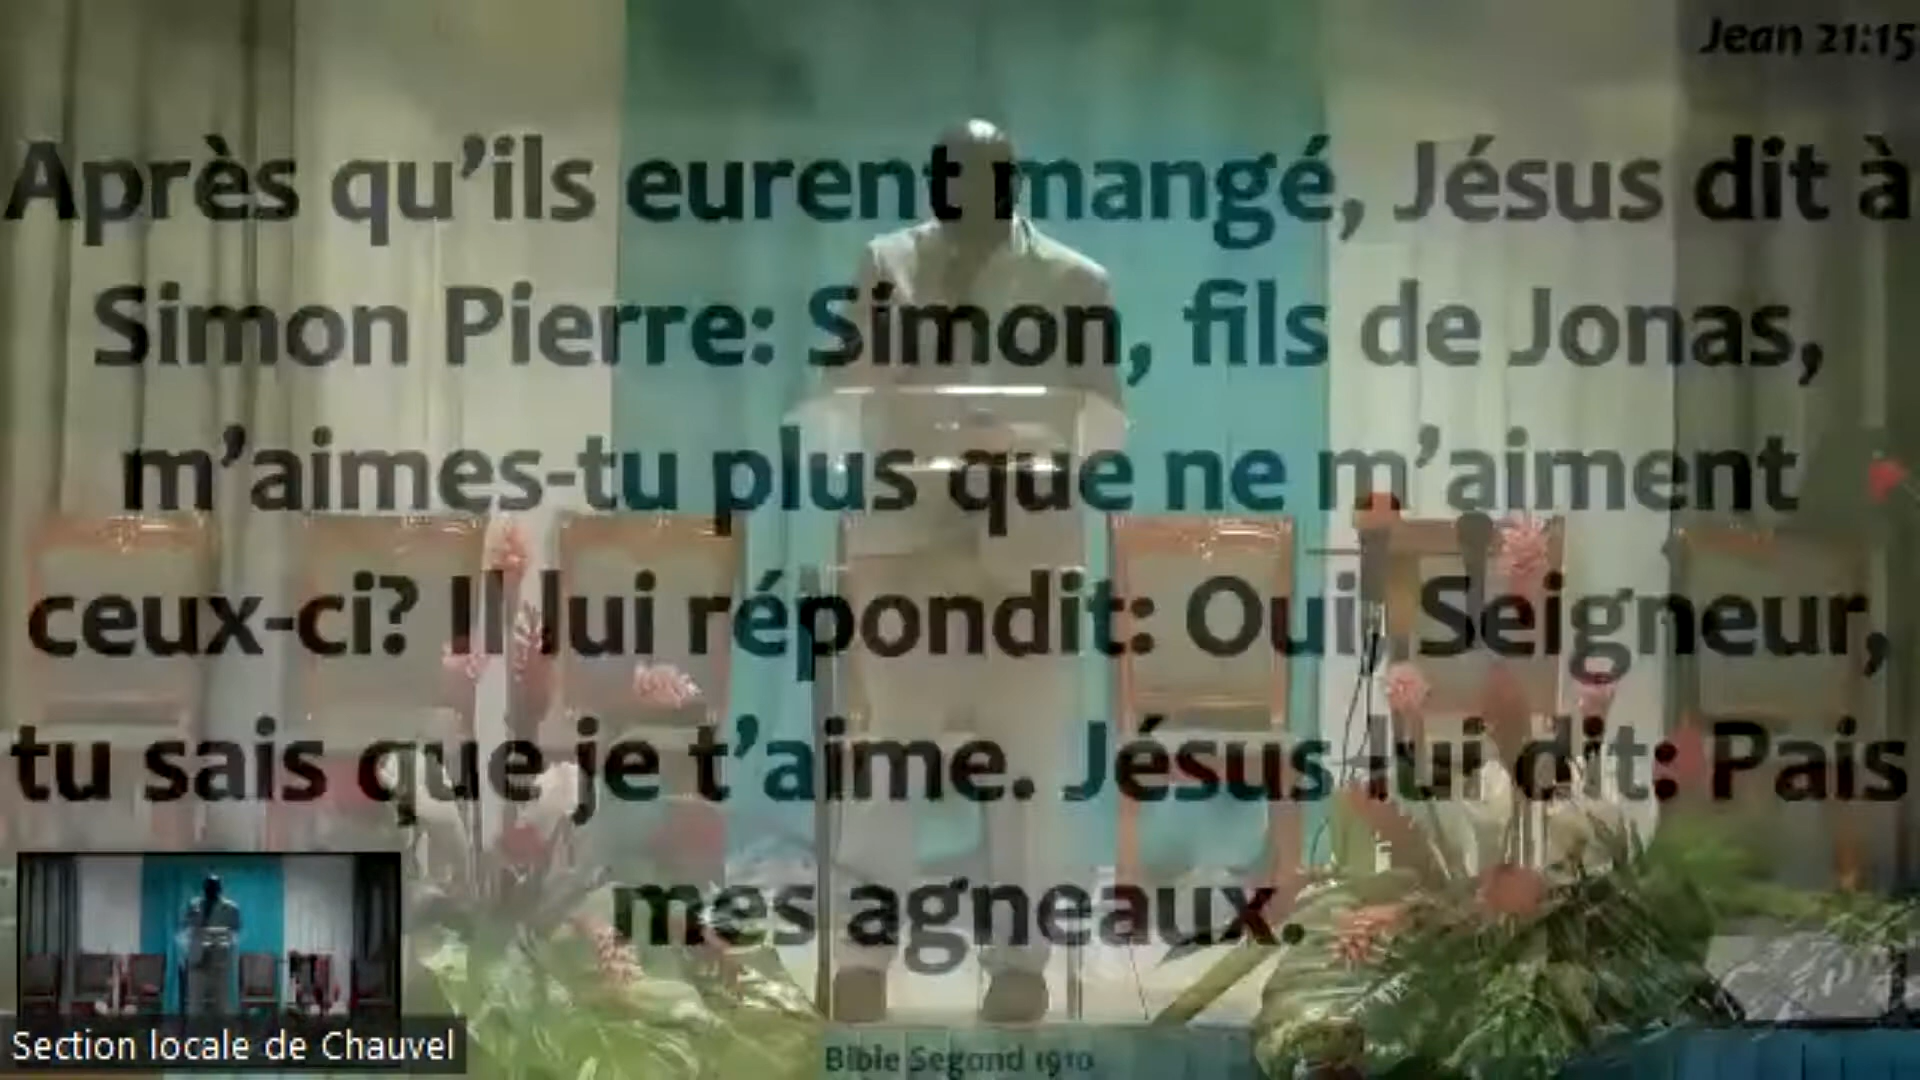 Jean 21:15
Après qu’ils eurent mangé, Jésus dit à
Simon Pierre: Simon, fils de Jonas,
m’aimes-tu plus que ne m’aiment
ceux-ci? Il lui répondit: Oui, Seigneur,
tu sais que je t’aime. Jésus lui dit: Pais
mes agneaux.
Section locale de Chauvel
Bible Segond 1910